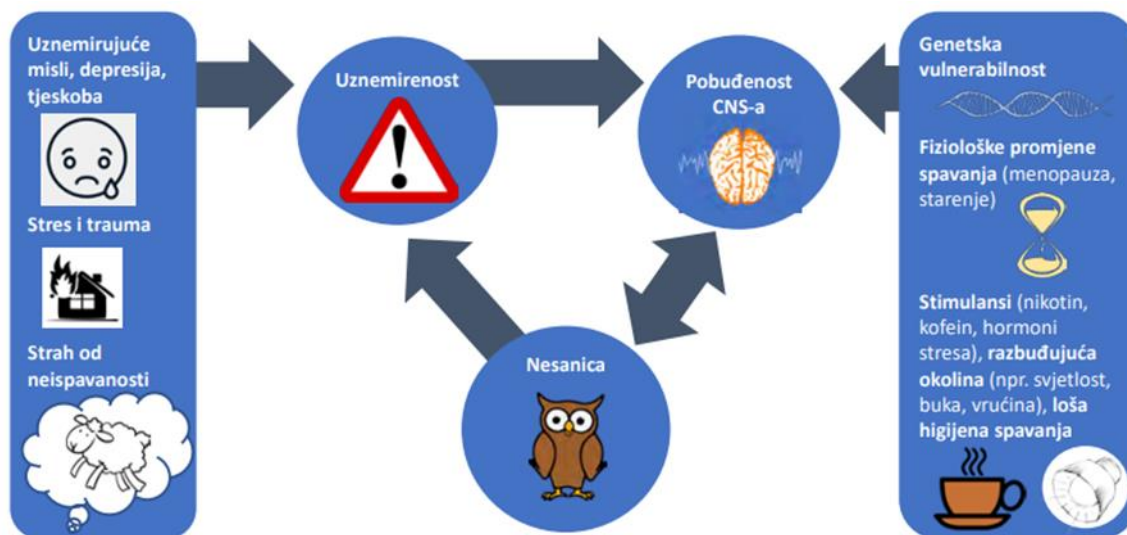 Uznemirujuće
misli, depresija,
tjeskoba
Stres i trauma
Strah od
neispavanosti
Uznemirenost
Pobuđenost
CNS-a
Nesanica
Genetska
vulnerabilnost
Fiziološke promjene
spavanja (menopauza,
starenje)
Stimulansi (nikotin,
kofein, hormoni
stresa), razbuđujuća
okolina (npr. svjetlost,
buka, vrućina), loša
higijena spavanja